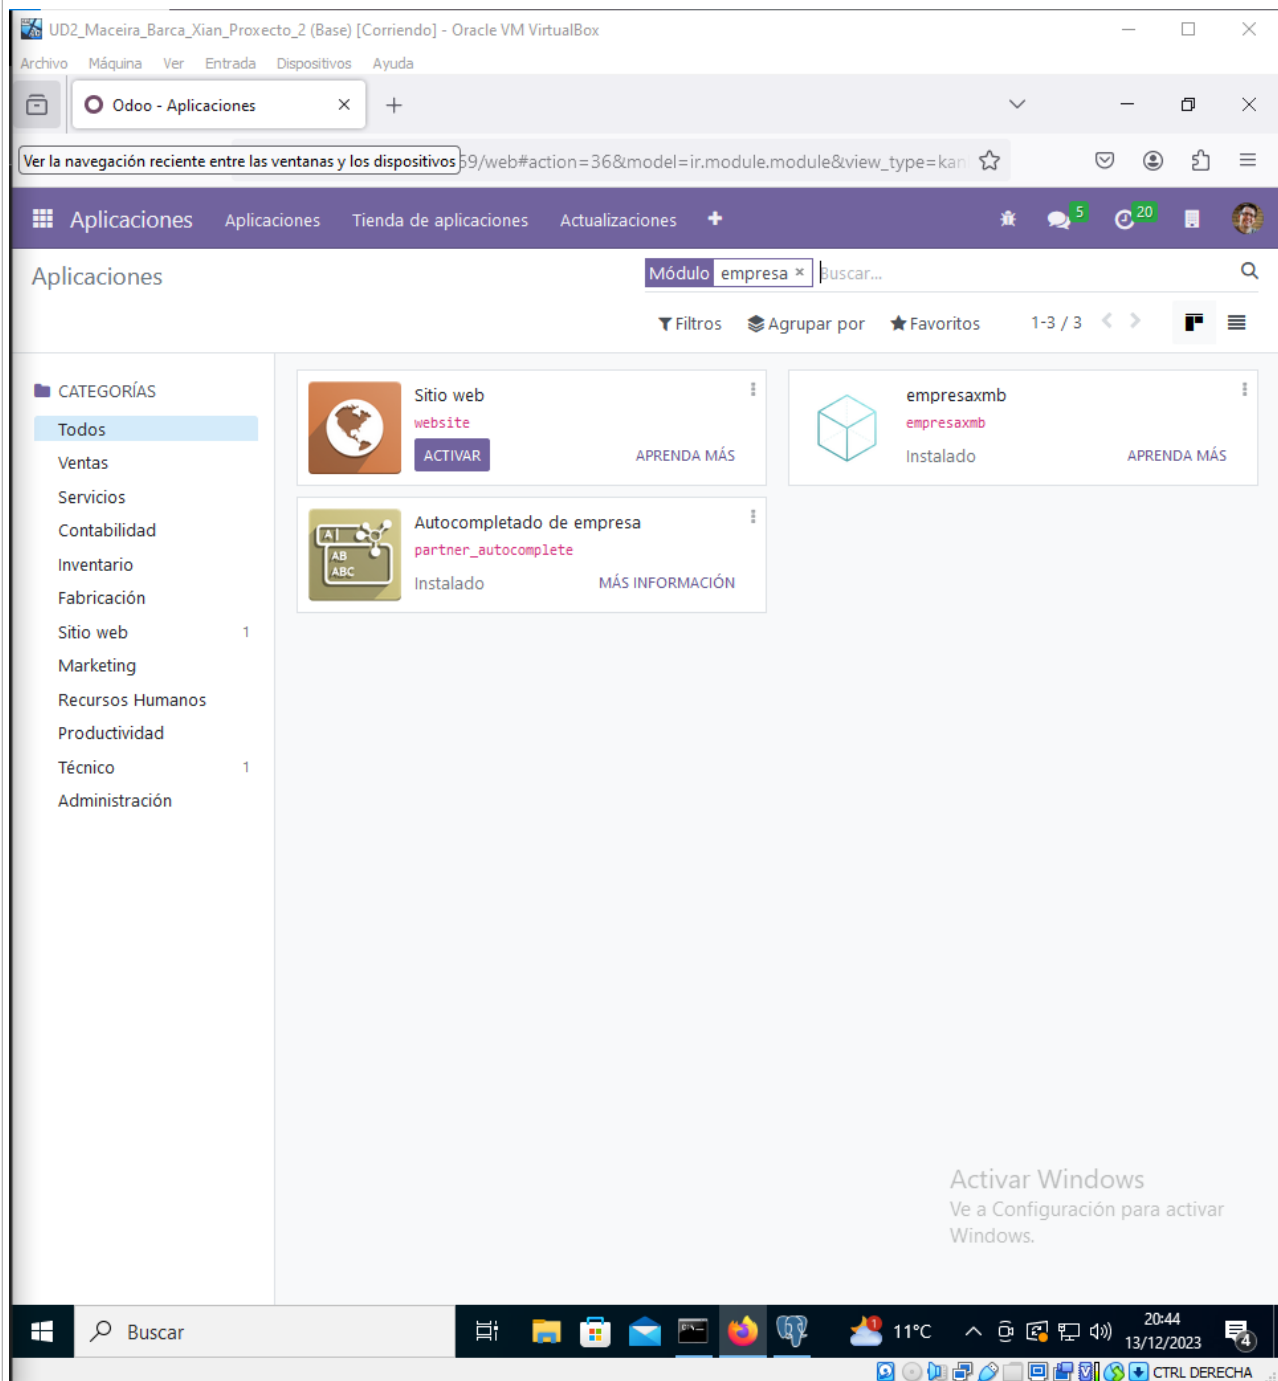 UD2_Maceira_Barca_Xian_Proxecto_2 (Base) [Corriendo] - Oracle VM VirtualBox
Archivo Máquina Ver Entrada Dispositivos Ayuda
Odoo - Aplicaciones
Ver la navegación reciente entre las ventanas y los dispositivos 59/web#action=36&model=ir.module.module&view_type=kan
Aplicaciones Aplicaciones Tienda de aplicaciones Actualizaciones 5 20
Aplicaciones
Módulo empresa × Buscar...
Filtros Agrupar por Favoritos 1-3 / 3
CATEGORÍAS
Todos
Ventas
Servicios
Contabilidad
Inventario
Fabricación
Sitio web 1
Marketing
Recursos Humanos
Productividad
Técnico 1
Administración
Sitio web
website
ACTIVAR APRENDA MÁS
empresaxmb
empresaxmb
Instalado APRENDA MÁS
AI
AB
ABC
Autocompletado de empresa
partner_autocomplete
Instalado MÁS INFORMACIÓN
Activar Windows
Ve a Configuración para activar
Windows.
Buscar
1
11°C
20:44
13/12/2023
4
CTRL DERECHA